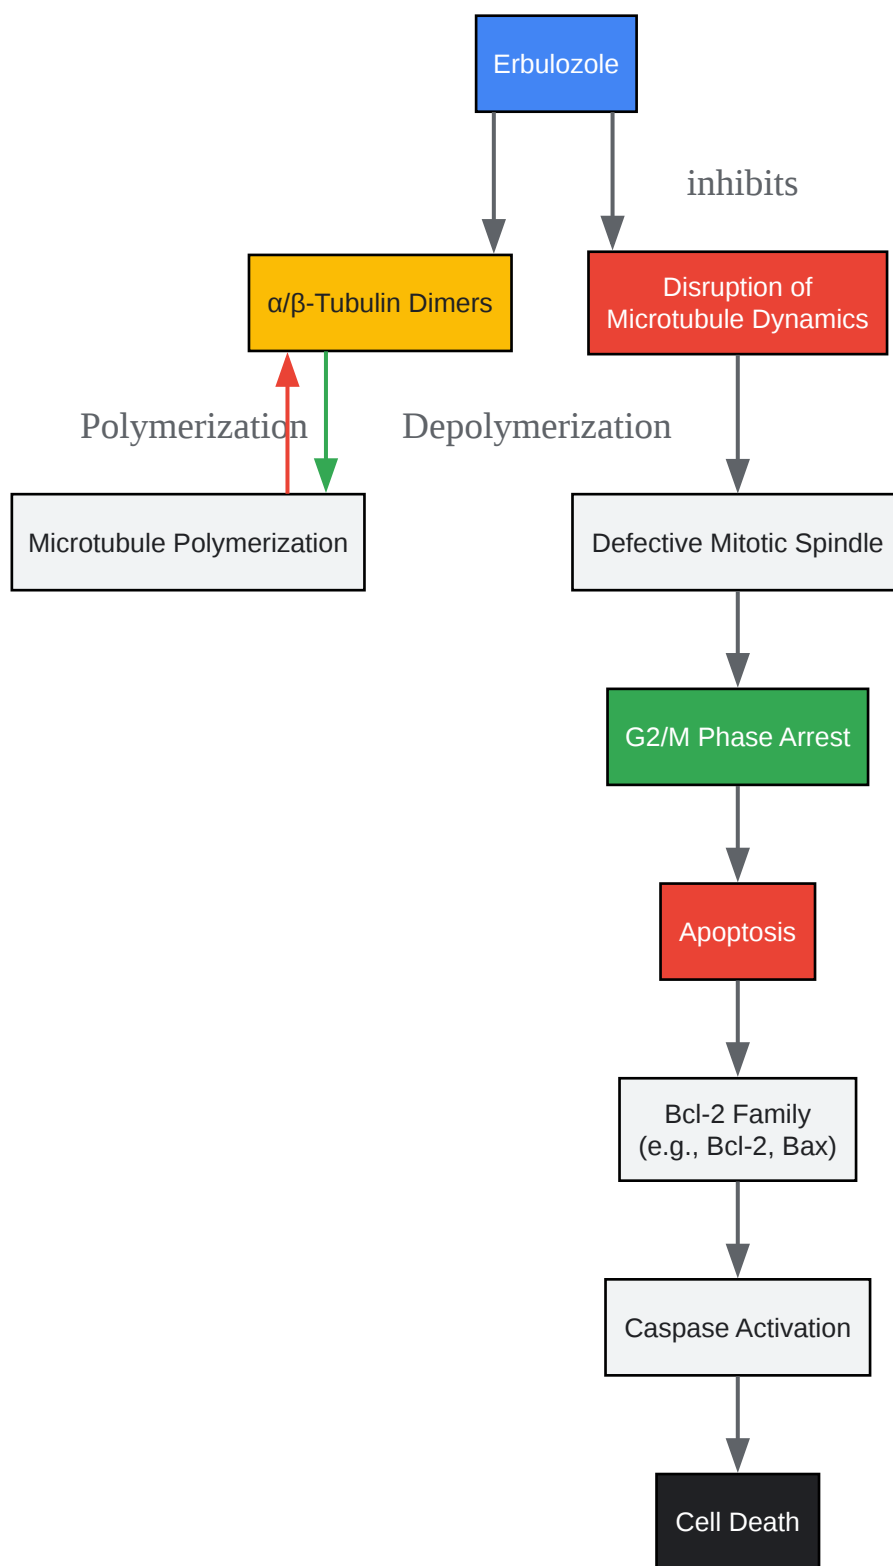 Erbulozole
inhibits
α/β-Tubulin Dimers
Disruption of
Microtubule Dynamics
Polymerization
Depolymerization
Microtubule Polymerization
Defective Mitotic Spindle
G2/M Phase Arrest
Apoptosis
Bcl-2 Family
(e.g., Bcl-2, Bax)
Caspase Activation
Cell Death